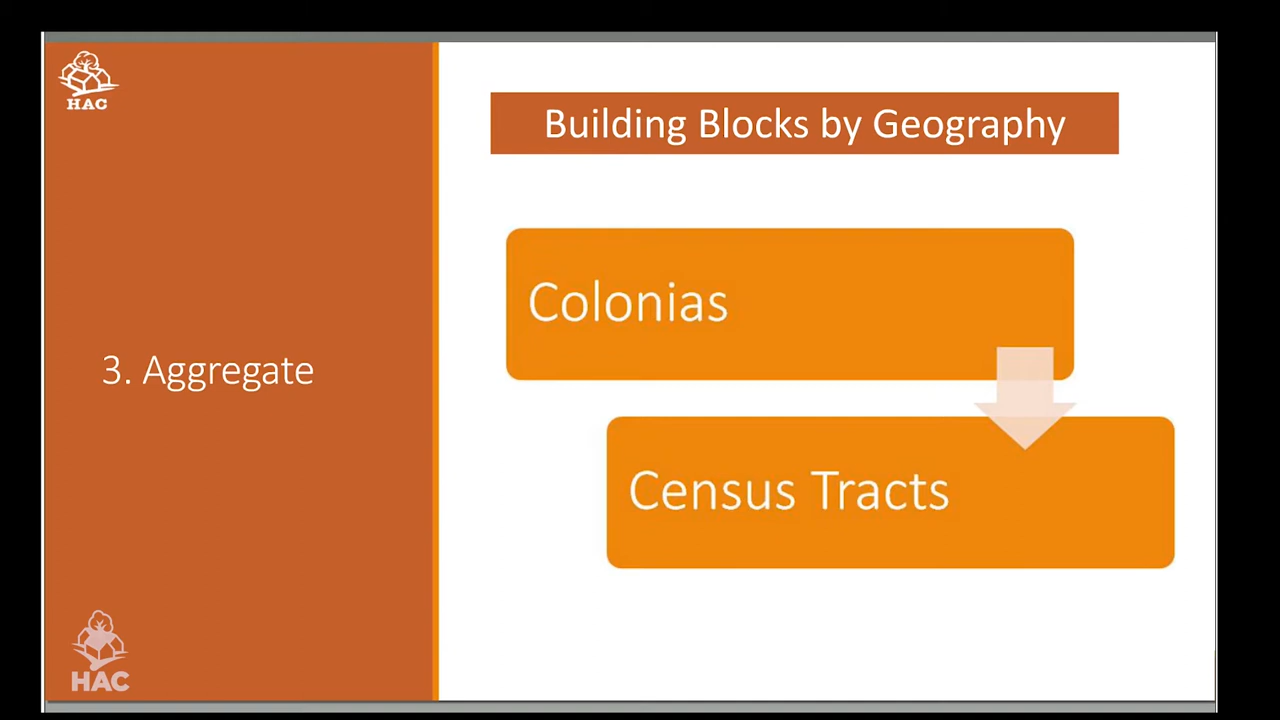 HAC
3. Aggregate
HAC
Building Blocks by Geography
Colonias
Census Tracts